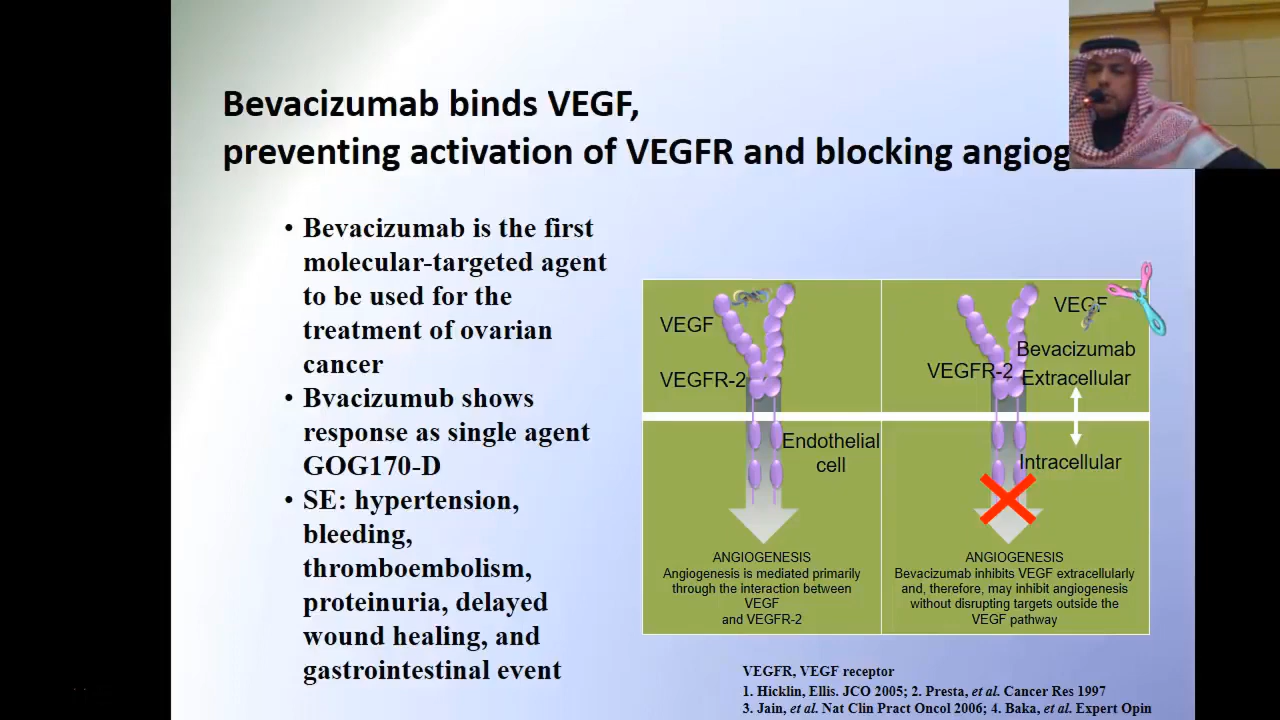 Bevacizumab binds VEGF,
preventing activation of VEGFR and blocking angiog
• Bevacizumab is the first
molecular-targeted agent
to be used for the
treatment of ovarian
cancer
• Bvacizumub shows
response as single agent
GOG170-D
• SE: hypertension,
bleeding,
thromboembolism,
proteinuria, delayed
wound healing, and
gastrointestinal event
VEGF
VEGFR-2
Endothelial
cell
ANGIOGENESIS
Angiogenesis is mediated primarily
through the interaction between
VEGF
and VEGFR-2
VEGF
Bevacizumab
VEGFR-2
Extracellular
Intracellular
ANGIOGENESIS
Bevacizumab inhibits VEGF extracellularly
and, therefore, may inhibit angiogenesis
without disrupting targets outside the
VEGF pathway
VEGFR, VEGF receptor
1. Hicklin, Ellis. JCO 2005; 2. Presta, et al. Cancer Res 1997
3. Jain, et al. Nat Clin Pract Oncol 2006; 4. Baka, et al. Expert Opin